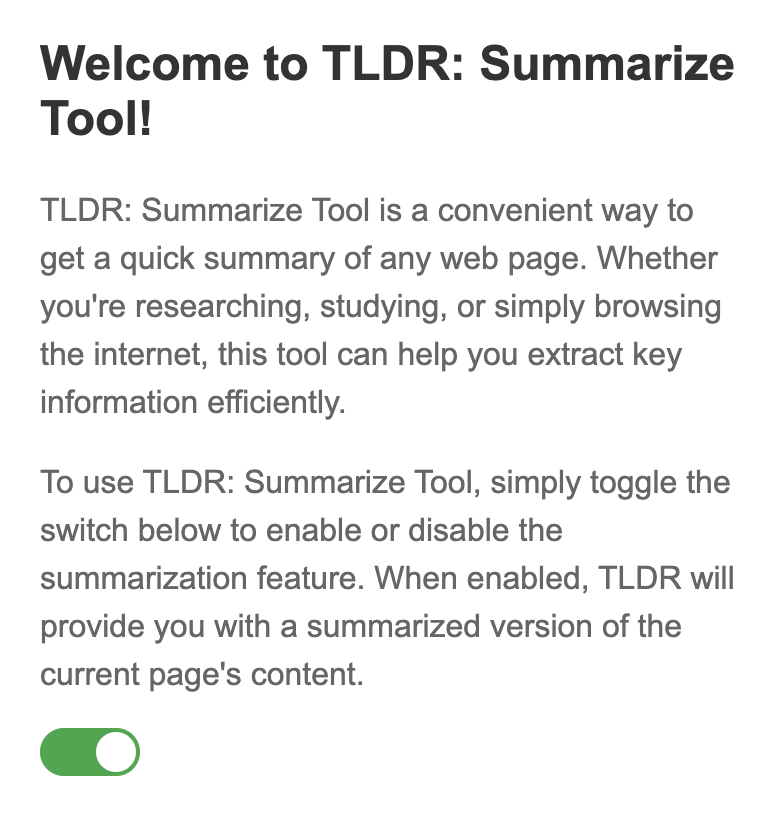 Welcome to TLDR: Summarize
Tool!
TLDR: Summarize Tool is a convenient way to
get a quick summary of any web page. Whether
you're researching, studying, or simply browsing
the internet, this tool can help you extract key
information efficiently.
To use TLDR: Summarize Tool, simply toggle the
switch below to enable or disable the
summarization feature. When enabled, TLDR will
provide you with a summarized version of the
current page's content.